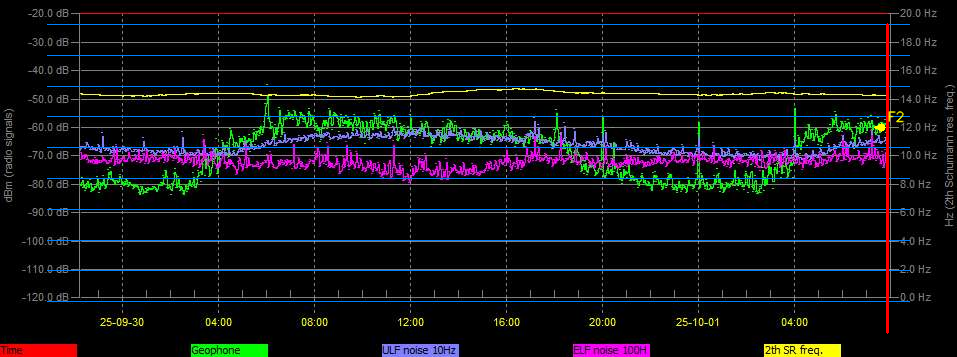 -20.0 dB 20.0 Hz
-30.0 dB 18.0 Hz
-40.0 dB 16.0 Hz
-50.0 dB 14.0 Hz
F2
-60.0 dB 12.0 Hz
-70.0 dB 10.0 Hz
-80.0 dB 8.0 Hz
-90.0 dB 6.0 Hz
-100.0 dB 4.0 Hz
-110.0 dB 2.0 Hz
-120.0 dB 0.0 Hz
dBm (radio signals)
Hz (2th Schumann res. freq.)
25-09-30 04:00 08:00 12:00 16:00 20:00 25-10-01 04:00
Time Geophone ULF noise 10Hz ELF noise 100H 2th SR freq.